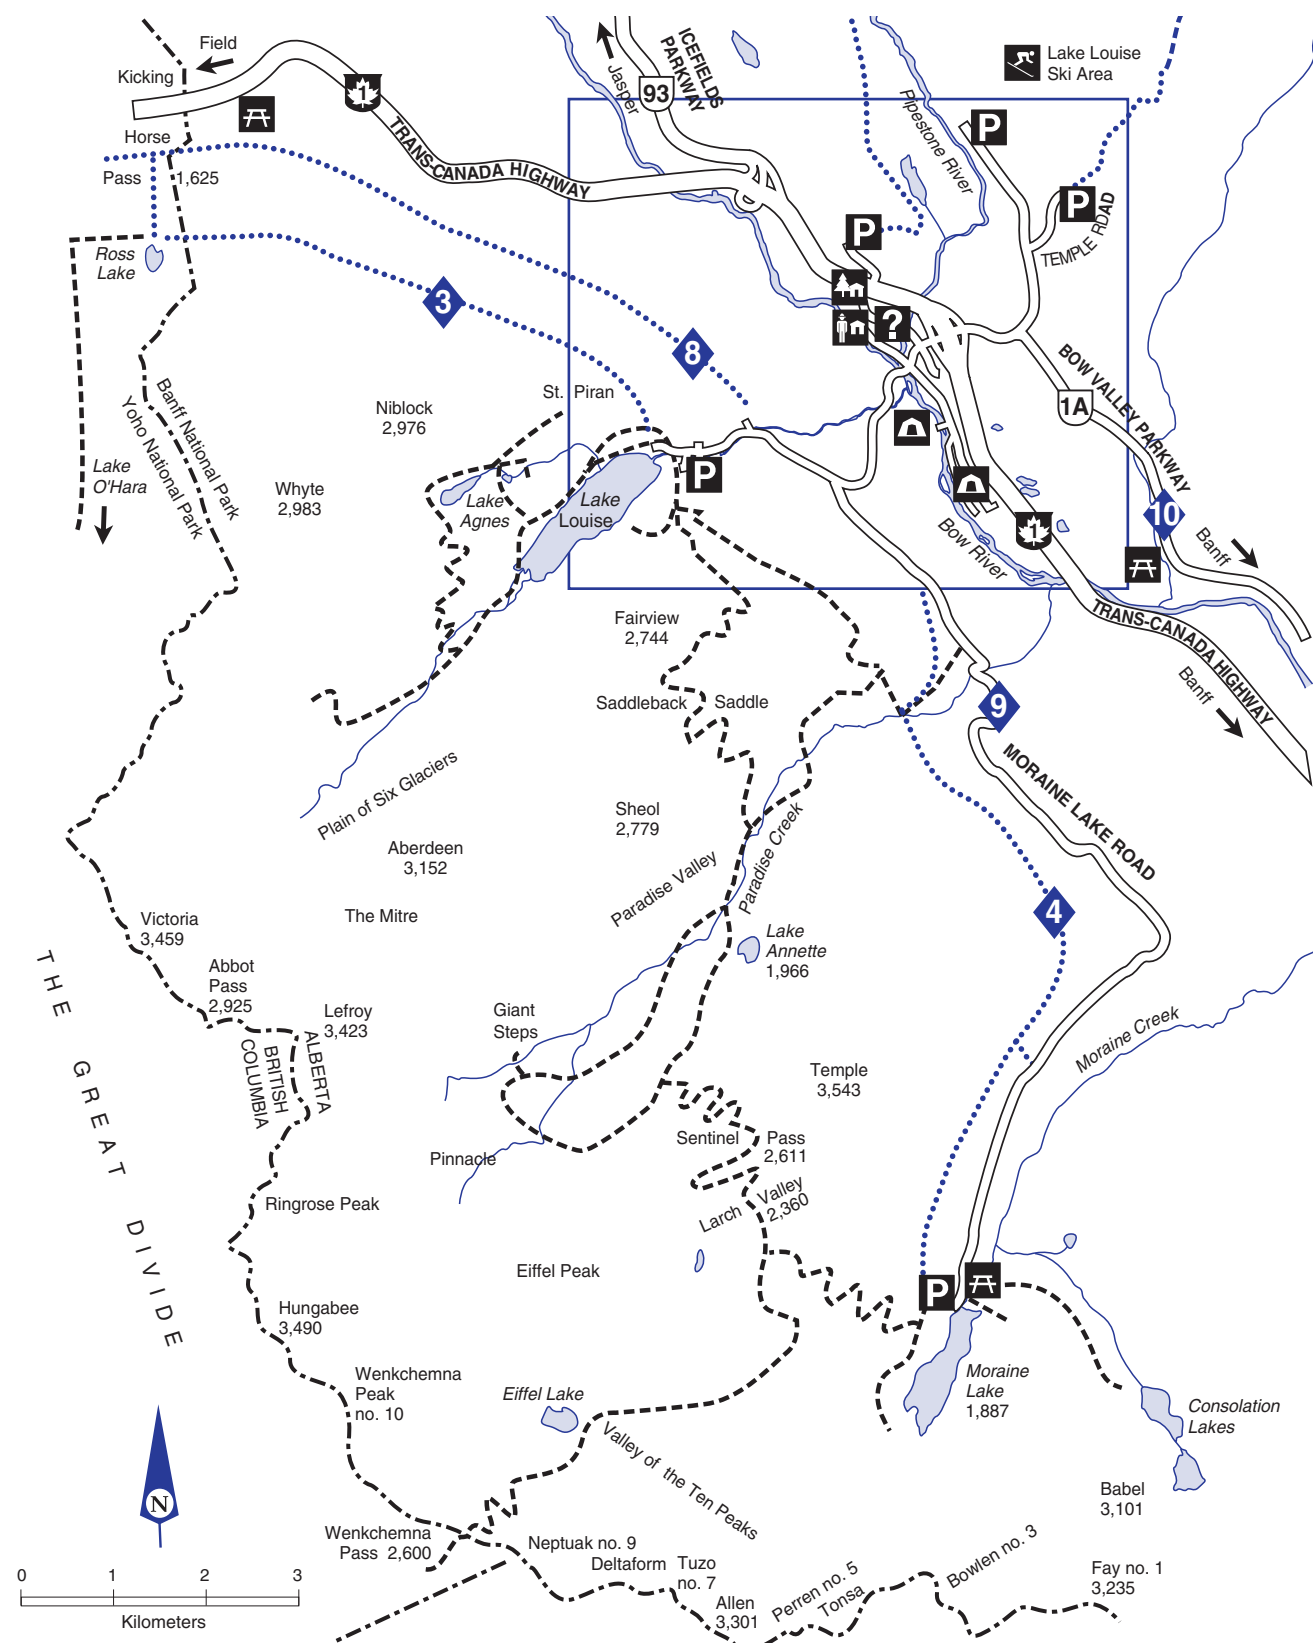 Field
Kicking
Horse
Pass
1,625
1
TRANS-CANADA HIGHWAY
Jasper
ICEFIELDS
PARKWAY
93
Pipestone River
Lake Louise
Ski Area
P
P
TEMPLE ROAD
P
?
Ross
Lake
3
8
BOW VALLEY PARKWAY
1A
St. Piran
Niblock
2,976
Banff National Park
Yoho National Park
Lake
O'Hara
Whyte
2,983
Lake
Agnes
Lake
Louise
P
10
Banff
1
Bow River
TRANS-CANADA HIGHWAY
Banff
Fairview
2,744
Saddleback
Saddle
9
MORAINE LAKE ROAD
Plain of Six Glaciers
Sheol
2,779
Aberdeen
3,152
Paradise Valley
Paradise Creek
The Mitre
4
Victoria
3,459
Lake
Annette
1,966
Abbot
Pass
2,925
Lefroy
3,423
Giant
Steps
THE GREAT DIVIDE
ALBERTA
BRITISH
COLUMBIA
Moraine Creek
Temple
3,543
Sentinel
Pass
2,611
Pinnacle
Larch
Valley
2,360
Ringrose Peak
Eiffel Peak
P
Hungabee
3,490
Wenkchemna
Peak
no. 10
Eiffel Lake
Moraine
Lake
1,887
Consolation
Lakes
Valley of the Ten Peaks
Babel
3,101
N
Wenkchemna
Pass 2,600
Neptuak no. 9
Deltaform
Tuzo
no. 7
Allen
3,301
Perren no. 5
Tonsa
Bowlen no. 3
Fay no. 1
3,235
0 1 2 3
Kilometers